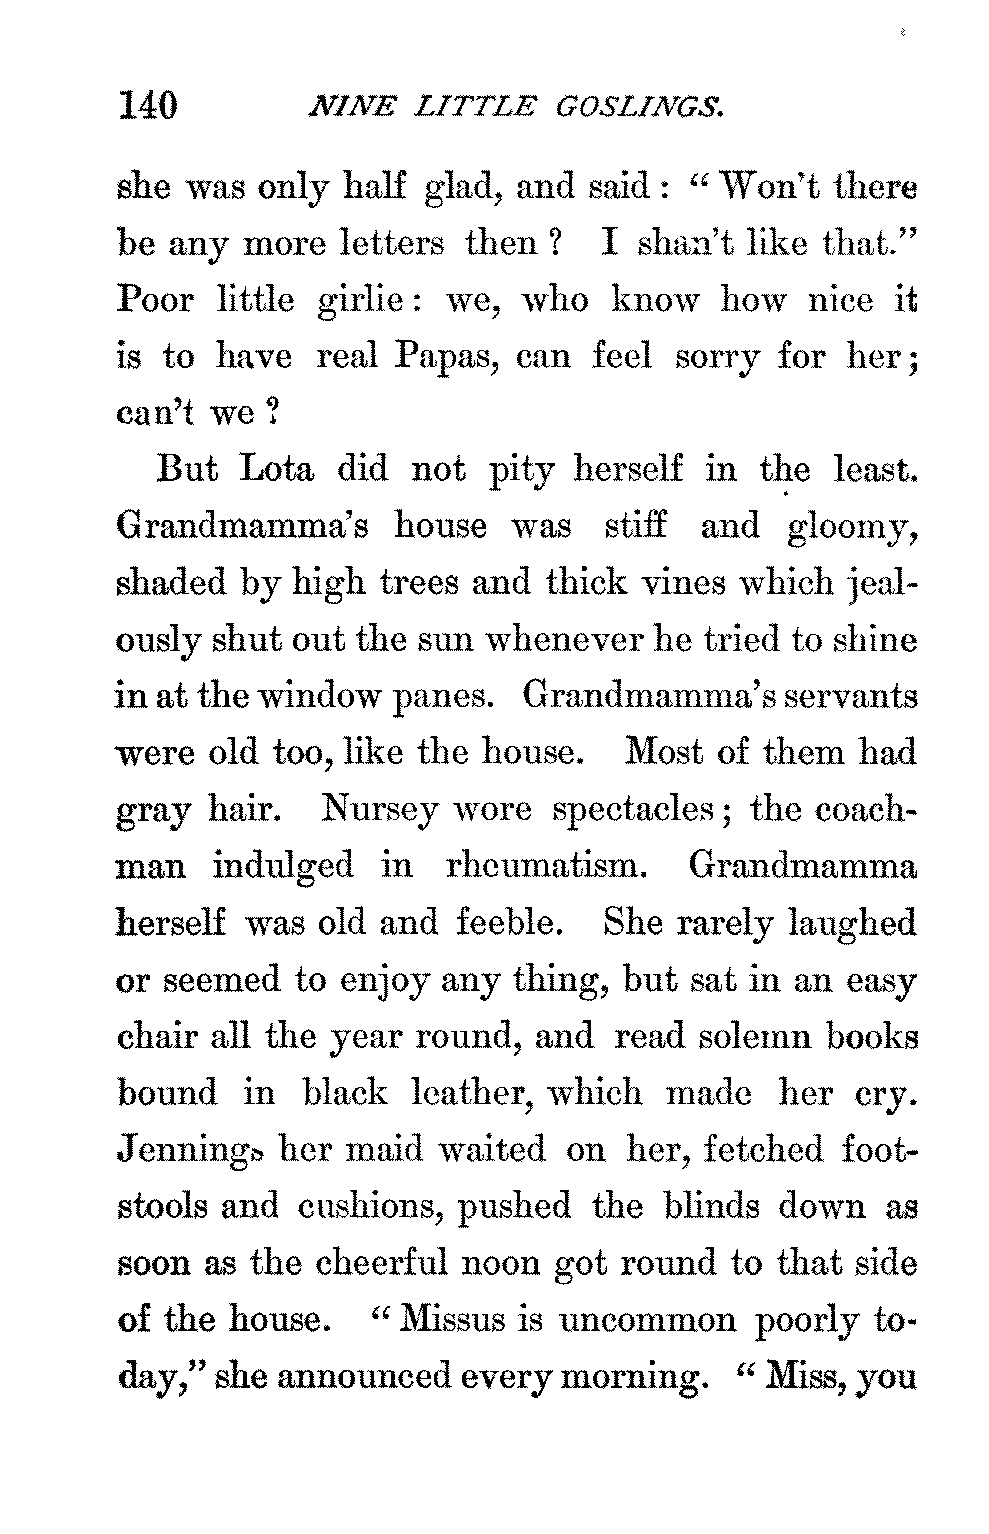 140 NINE LITTLE GOSLINGS.
she was only half glad, and said : “ Won't there
be any more letters then ? I shan't like that.”
Poor little girlie : we, who know how nice it
is to have real Papas, can feel sorry for her ;
can't we ?
But Lota did not pity herself in the least.
Grandmamma's house was stiff and gloomy,
shaded by high trees and thick vines which jeal-
ously shut out the sun whenever he tried to shine
in at the window panes. Grandmamma's servants
were old too, like the house. Most of them had
gray hair. Nursey wore spectacles ; the coach-
man indulged in rheumatism. Grandmamma
herself was old and feeble. She rarely laughed
or seemed to enjoy any thing, but sat in an easy
chair all the year round, and read solemn books
bound in black leather, which made her cry.
Jennings her maid waited on her, fetched foot-
stools and cushions, pushed the blinds down as
soon as the cheerful noon got round to that side
of the house. “ Missus is uncommon poorly to-
day,” she announced every morning. “ Miss, you